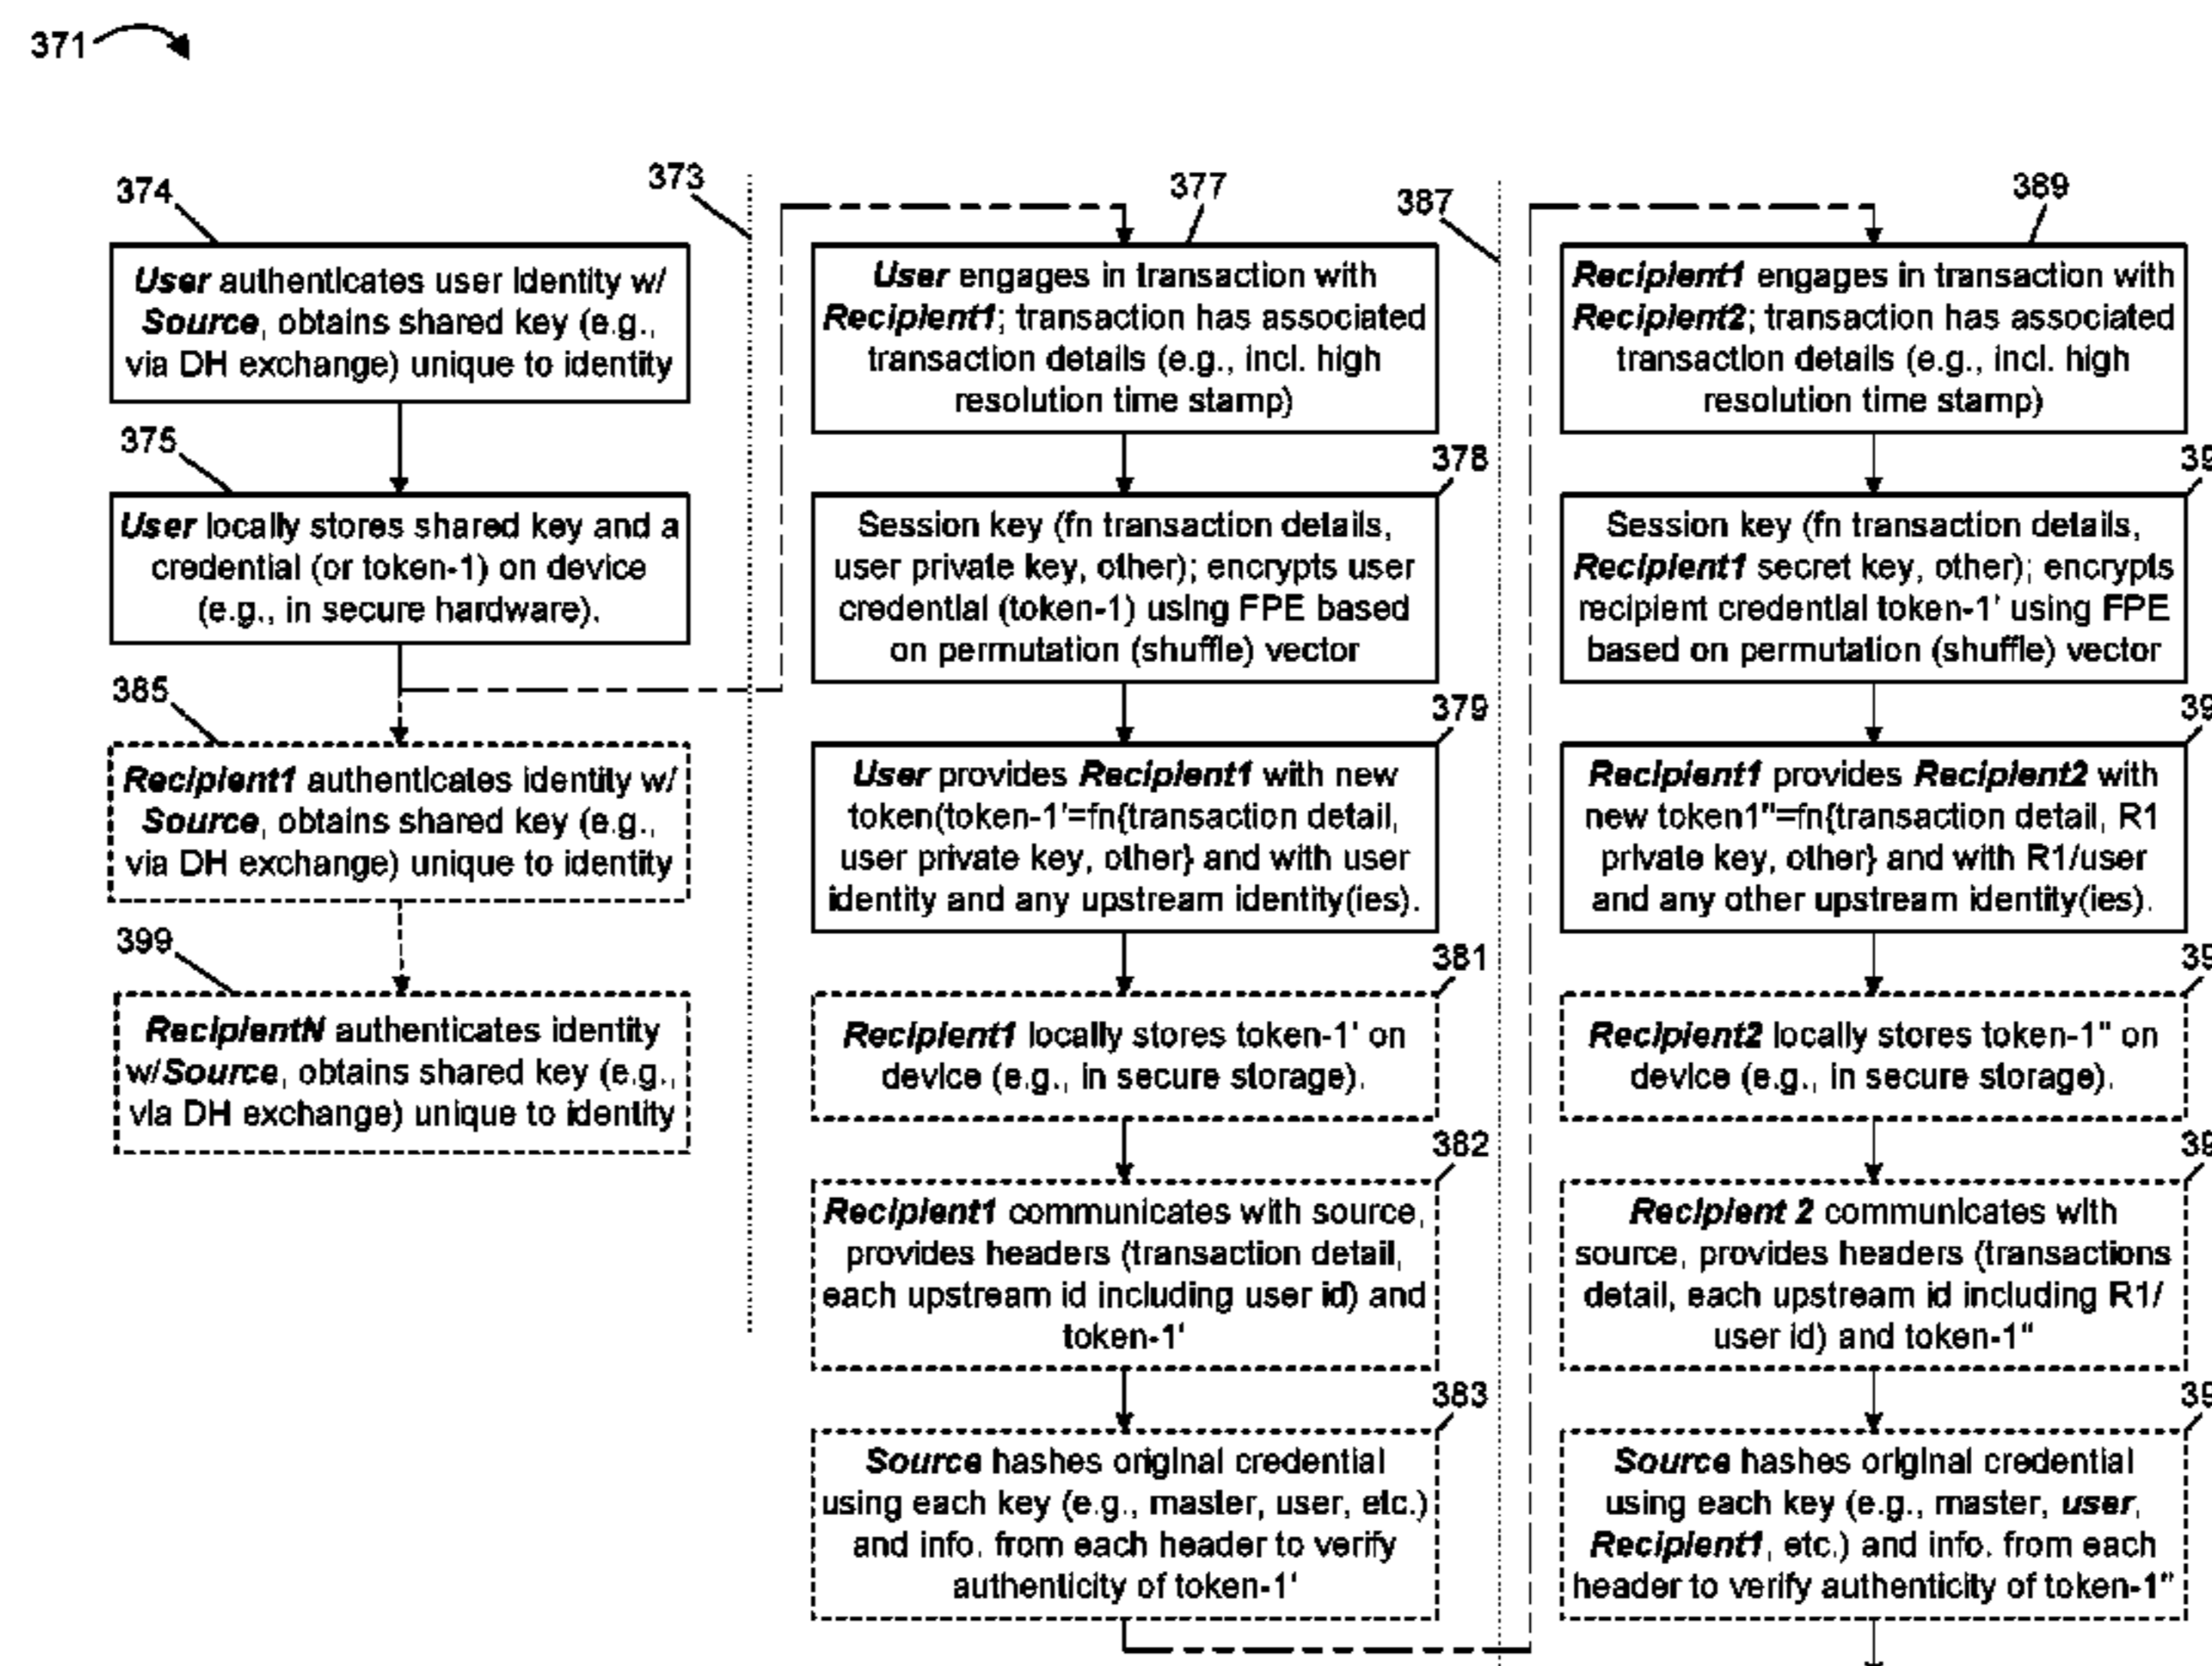 371
374
User authenticates user identity w/
Source, obtains shared key (e.g.,
via DH exchange) unique to identity
375
User locally stores shared key and a
credential (or token-1) on device
(e.g., in secure hardware).
385
Recipient1 authenticates identity w/
Source, obtains shared key (e.g.,
via DH exchange) unique to identity
399
RecipientN authenticates identity
w/Source, obtains shared key (e.g.,
via DH exchange) unique to identity
373
377
User engages in transaction with
Recipient1; transaction has associated
transaction details (e.g., incl. high
resolution time stamp)
378
Session key (fn transaction details,
user private key, other); encrypts user
credential (token-1) using FPE based
on permutation (shuffle) vector
379
User provides Recipient1 with new
token(token-1'=fn{transaction detail,
user private key, other} and with user
identity and any upstream identity(ies).
381
Recipient1 locally stores token-1' on
device (e.g., in secure storage).
382
Recipient1 communicates with source,
provides headers (transaction detail,
each upstream id including user id) and
token-1'
383
Source hashes original credential
using each key (e.g., master, user, etc.)
and info. from each header to verify
authenticity of token-1'
387
389
Recipient1 engages in transaction with
Recipient2; transaction has associated
transaction details (e.g., incl. high
resolution time stamp)
39
Session key (fn transaction details,
Recipient1 secret key, other); encrypts
recipient credential token-1' using FPE
based on permutation (shuffle) vector
39
Recipient1 provides Recipient2 with
new token1"=fn{transaction detail, R1
private key, other} and with R1/user
and any other upstream identity(ies).
39
Recipient2 locally stores token-1" on
device (e.g., in secure storage).
39
Recipient 2 communicates with
source, provides headers (transactions
detail, each upstream id including R1/
user id) and token-1"
39
Source hashes original credential
using each key (e.g., master, user,
Recipient1, etc.) and info. from each
header to verify authenticity of token-1"